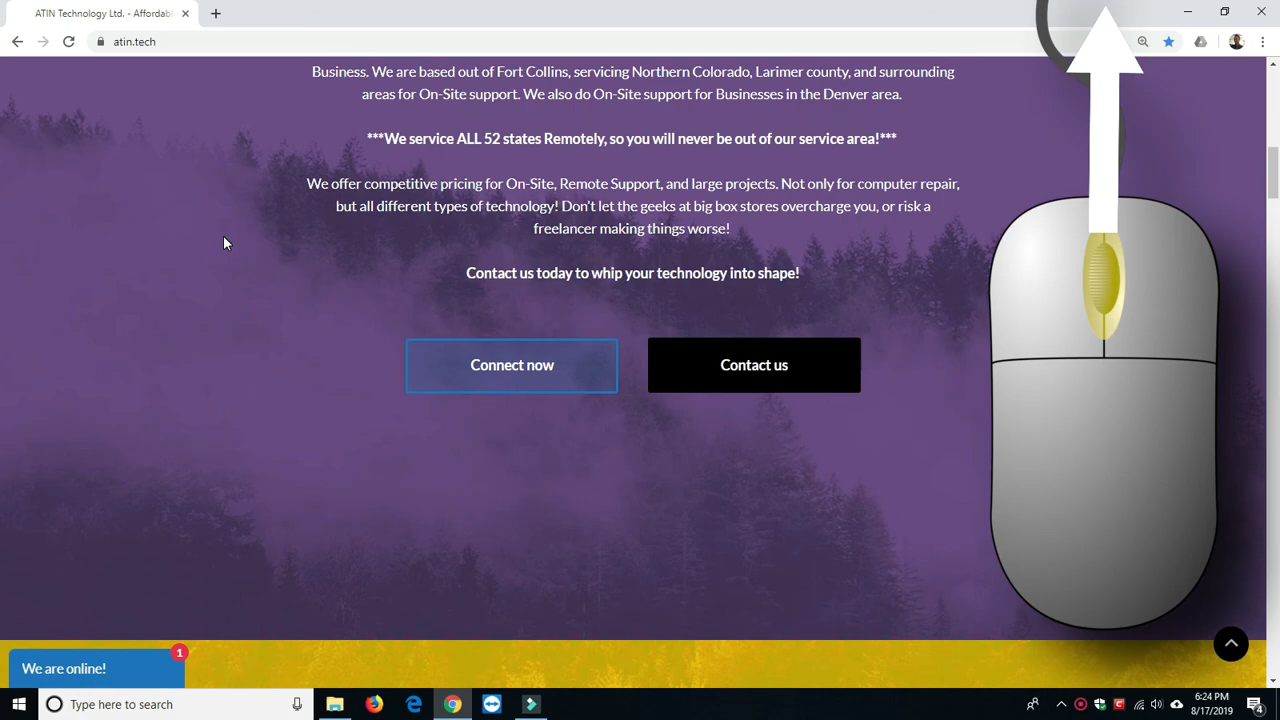 ATIN Technology Ltd. - Affordab
atin.tech
Business. We are based out of Fort Collins, servicing Northern Colorado, Larimer county, and surrounding
areas for On-Site support. We also do On-Site support for Businesses in the Denver area.
***We service ALL 52 states Remotely, so you will never be out of our service area!***
We offer competitive pricing for On-Site, Remote Support, and large projects. Not only for computer repair,
but all different types of technology! Don't let the geeks at big box stores overcharge you, or risk a
freelancer making things worse!
Contact us today to whip your technology into shape!
Connect now
Contact us
We are online!
1
Type here to search
6:24 PM
8/17/2019
4